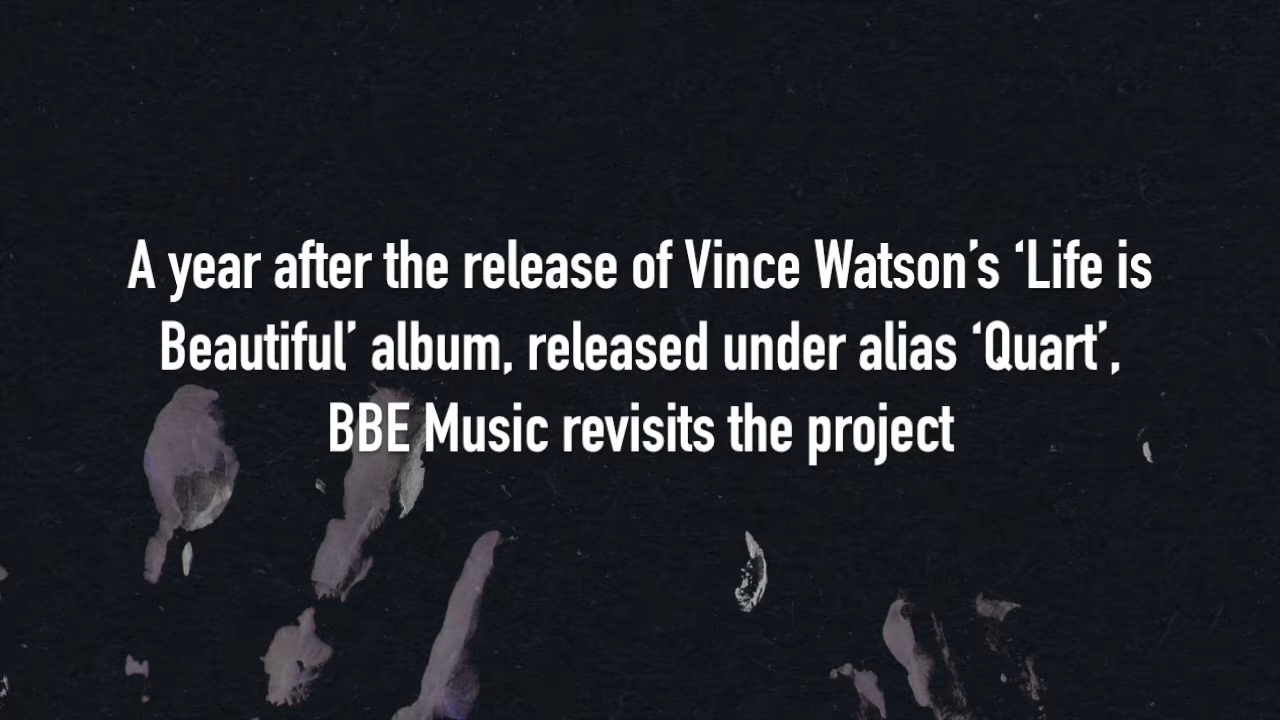 A year after the release of Vince Watson’s ‘Life is
Beautiful’ album, released under alias ‘Quart’,
BBE Music revisits the project